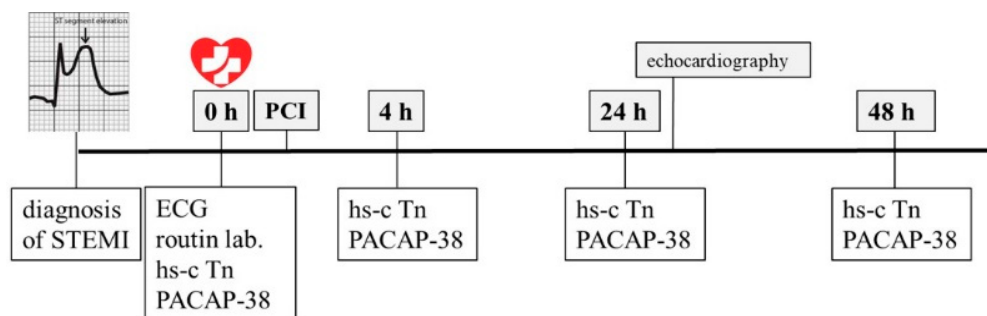 ST segment elevation
echocardiography
0 h
PCI
4 h
24 h
48 h
diagnosis
of STEMI
ECG
routin lab.
hs-c Tn
PACAP-38
hs-c Tn
PACAP-38
hs-c Tn
PACAP-38
hs-c Tn
PACAP-38